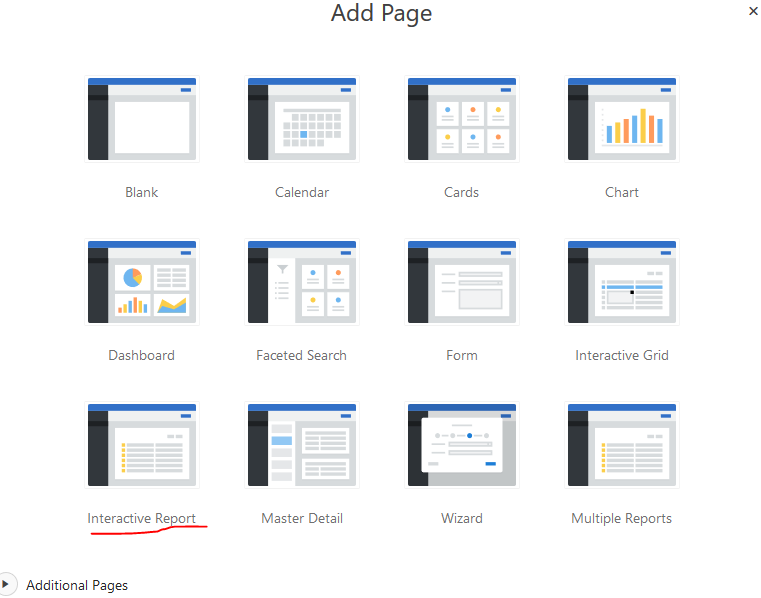 Add Page
Blank
Calendar
Cards
Chart
Dashboard
Faceted Search
Form
Interactive Grid
Interactive Report
Master Detail
Wizard
Multiple Reports
Additional Pages